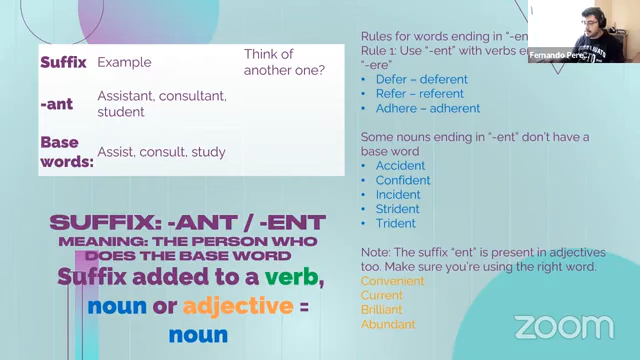 Suffix Example Think of
another one?
-ant Assistant, consultant,
student
Base
words: Assist, consult, study
SUFFIX: -ANT / -ENT
MEANING: THE PERSON WHO
DOES THE BASE WORD
Suffix added to a verb,
noun or adjective =
noun
Rules for words ending in “-en
Rule 1: Use “-ent” with verbs e
“-ere”
• Defer – deferent
• Refer – referent
• Adhere – adherent
Some nouns ending in “-ent” don’t have a
base word
• Accident
• Confident
• Incident
• Strident
• Trident
Note: The suffix “ent” is present in adjectives
too. Make sure you’re using the right word.
Convenient
Current
Brilliant
Abundant
Fernando Pere
zoom